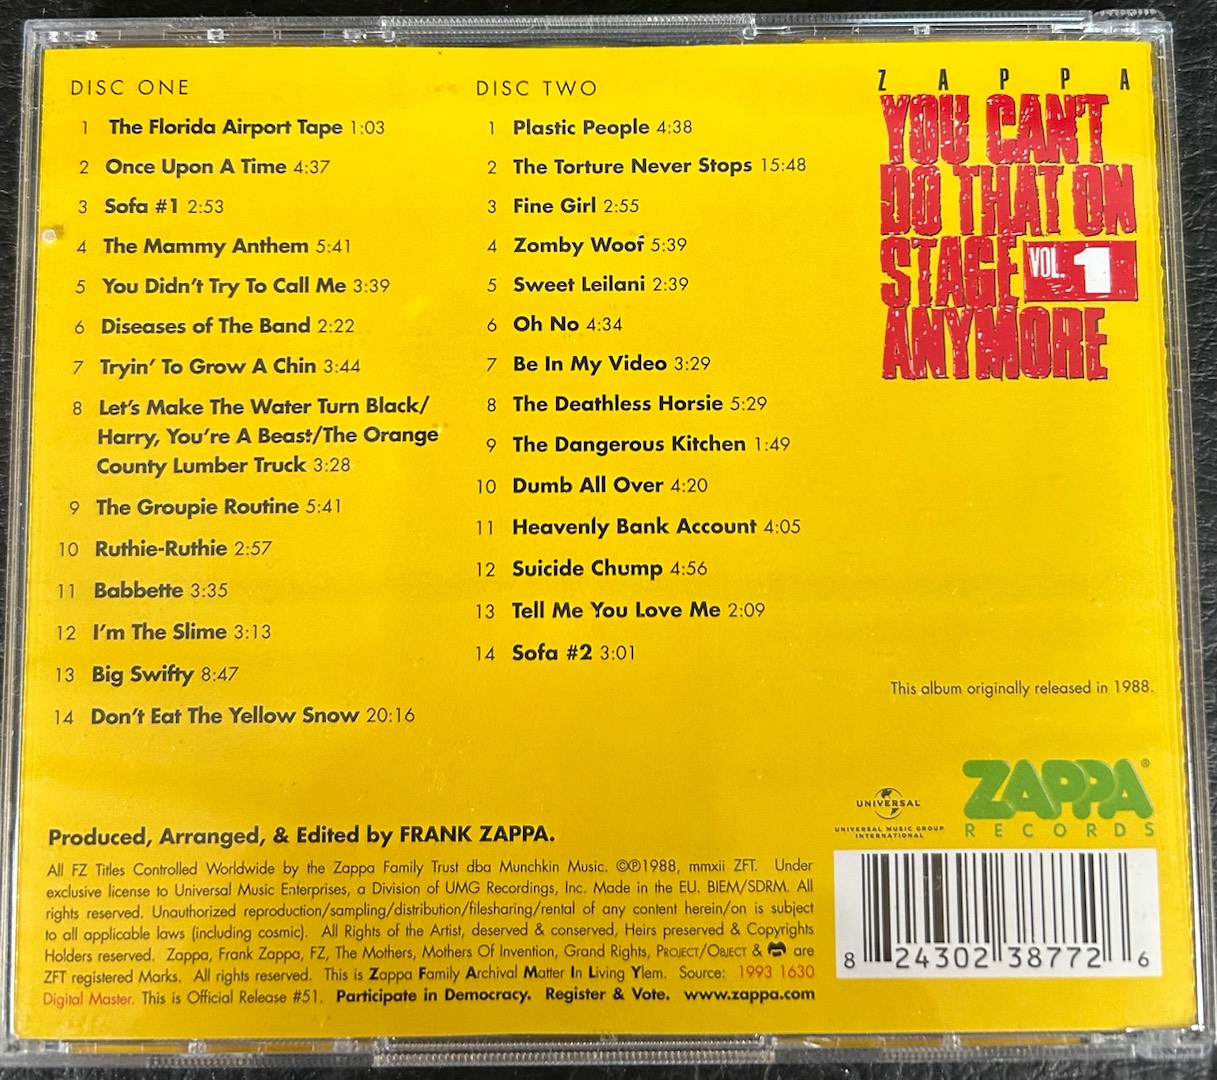 DISC ONE
1 The Florida Airport Tape 1:03
2 Once Upon A Time 4:37
3 Sofa #1 2:53
4 The Mammy Anthem 5:41
5 You Didn't Try To Call Me 3:39
6 Diseases of The Band 2:22
7 Tryin' To Grow A Chin 3:44
8 Let's Make The Water Turn Black/
Harry, You're A Beast/The Orange
County Lumber Truck 3:28
9 The Groupie Routine 5:41
10 Ruthie-Ruthie 2:57
11 Babbette 3:35
12 I'm The Slime 3:13
13 Big Swifty 8:47
14 Don't Eat The Yellow Snow 20:16
DISC TWO
1 Plastic People 4:38
2 The Torture Never Stops 15:48
3 Fine Girl 2:55
4 Zomby Woof 5:39
5 Sweet Leilani 2:39
6 Oh No 4:34
7 Be In My Video 3:29
8 The Deathless Horsie 5:29
9 The Dangerous Kitchen 1:49
10 Dumb All Over 4:20
11 Heavenly Bank Account 4:05
12 Suicide Chump 4:56
13 Tell Me You Love Me 2:09
14 Sofa #2 3:01
ZAPPA
YOU CAN'T
DO THAT ON
STAGE VOL. 1
ANYMORE
This album originally released in 1988.
UNIVERSAL
UNIVERSAL MUSIC GROUP
INTERNATIONAL
ZAPPA®
RECORDS
8 24302 38772 6
Produced, Arranged, & Edited by FRANK ZAPPA.
All FZ Titles Controlled Worldwide by the Zappa Family Trust dba Munchkin Music. ©℗1988, mmxii ZFT. Under
exclusive license to Universal Music Enterprises, a Division of UMG Recordings, Inc. Made in the EU. BIEM/SDRM. All
rights reserved. Unauthorized reproduction/sampling/distribution/filesharing/rental of any content herein/on is subject
to all applicable laws (including cosmic). All Rights of the Artist, deserved & conserved, Heirs preserved & Copyrights
Holders reserved. Zappa, Frank Zappa, FZ, The Mothers, Mothers Of Invention, Grand Rights, PROJECT/OBJECT & are
ZFT registered Marks. All rights reserved. This is Zappa Family Archival Matter In Living Ylem. Source: 1993 1630
Digital Master. This is Official Release #51. Participate in Democracy. Register & Vote. www.zappa.com